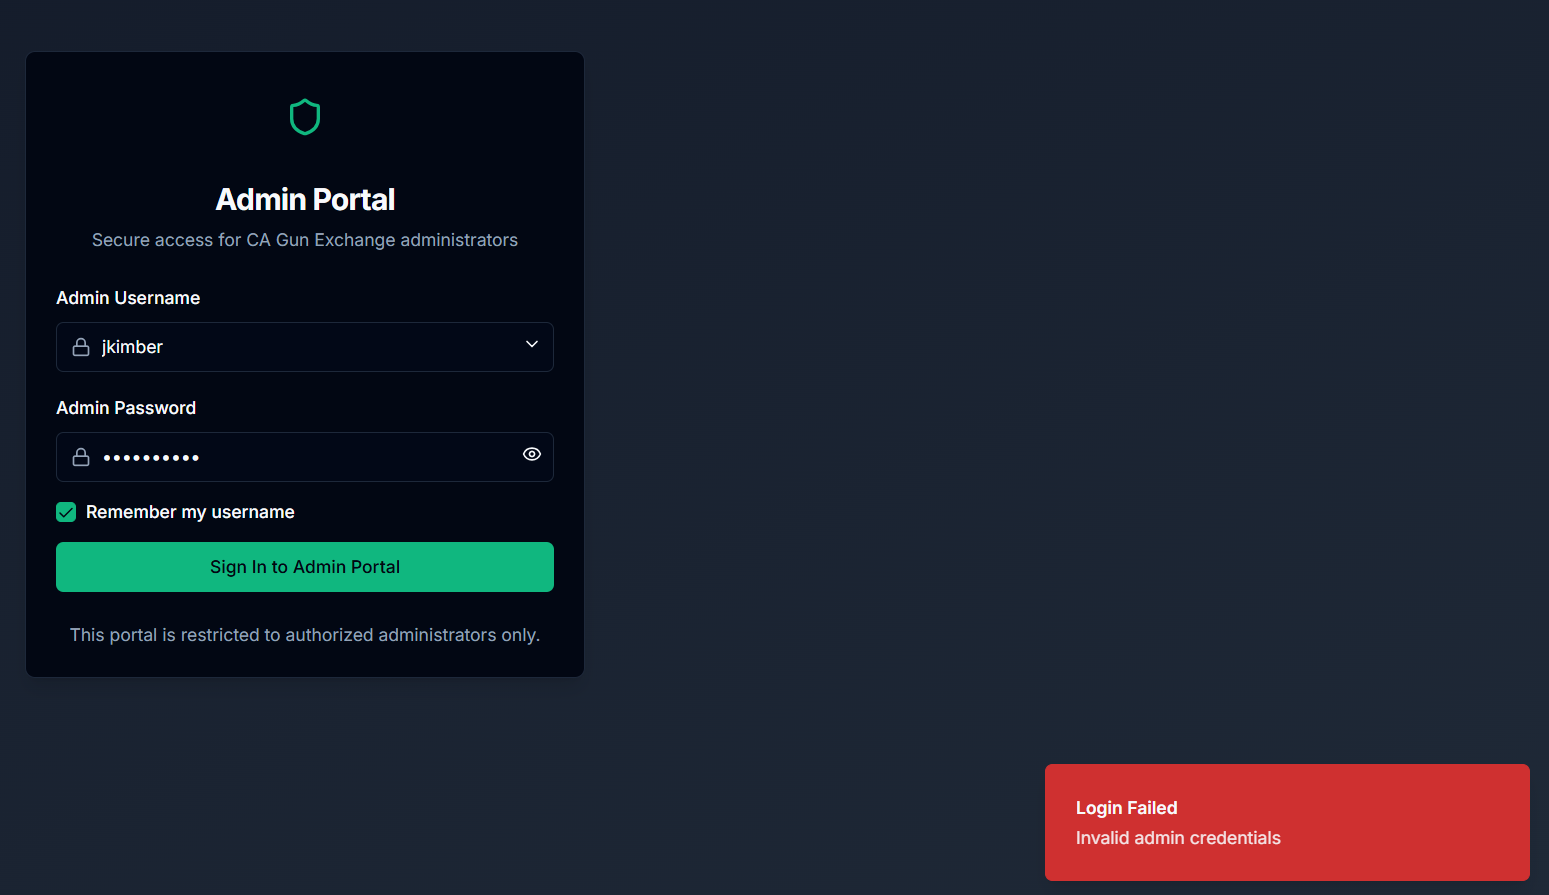 Admin Portal
Secure access for CA Gun Exchange administrators
Admin Username
jkimber
Admin Password
••••••••••
Remember my username
Sign In to Admin Portal
This portal is restricted to authorized administrators only.
Login Failed
Invalid admin credentials